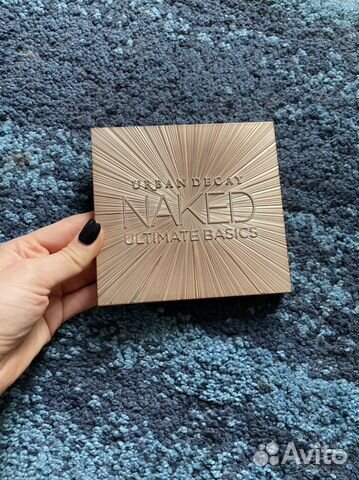 URBAN DECAY
NAKED
ULTIMATE BASICS
Avito